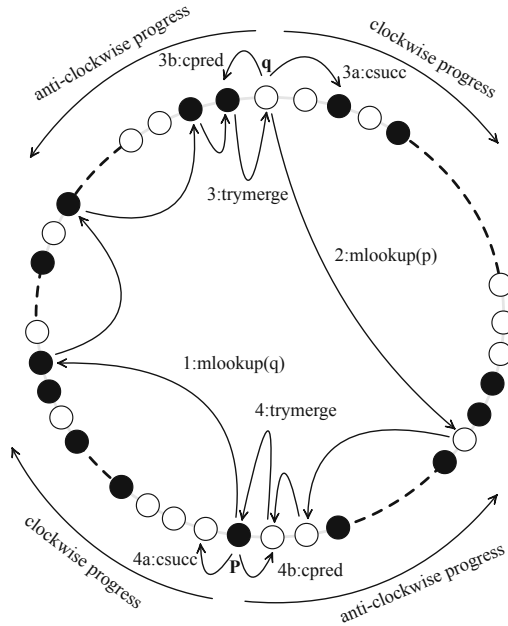 anti-clockwise progress
clockwise progress
3b:cpred
q
3a:csucc
3:trymerge
2:mlookup(p)
1:mlookup(q)
4:trymerge
4a:csucc
P
4b:cpred
clockwise progress
anti-clockwise progress